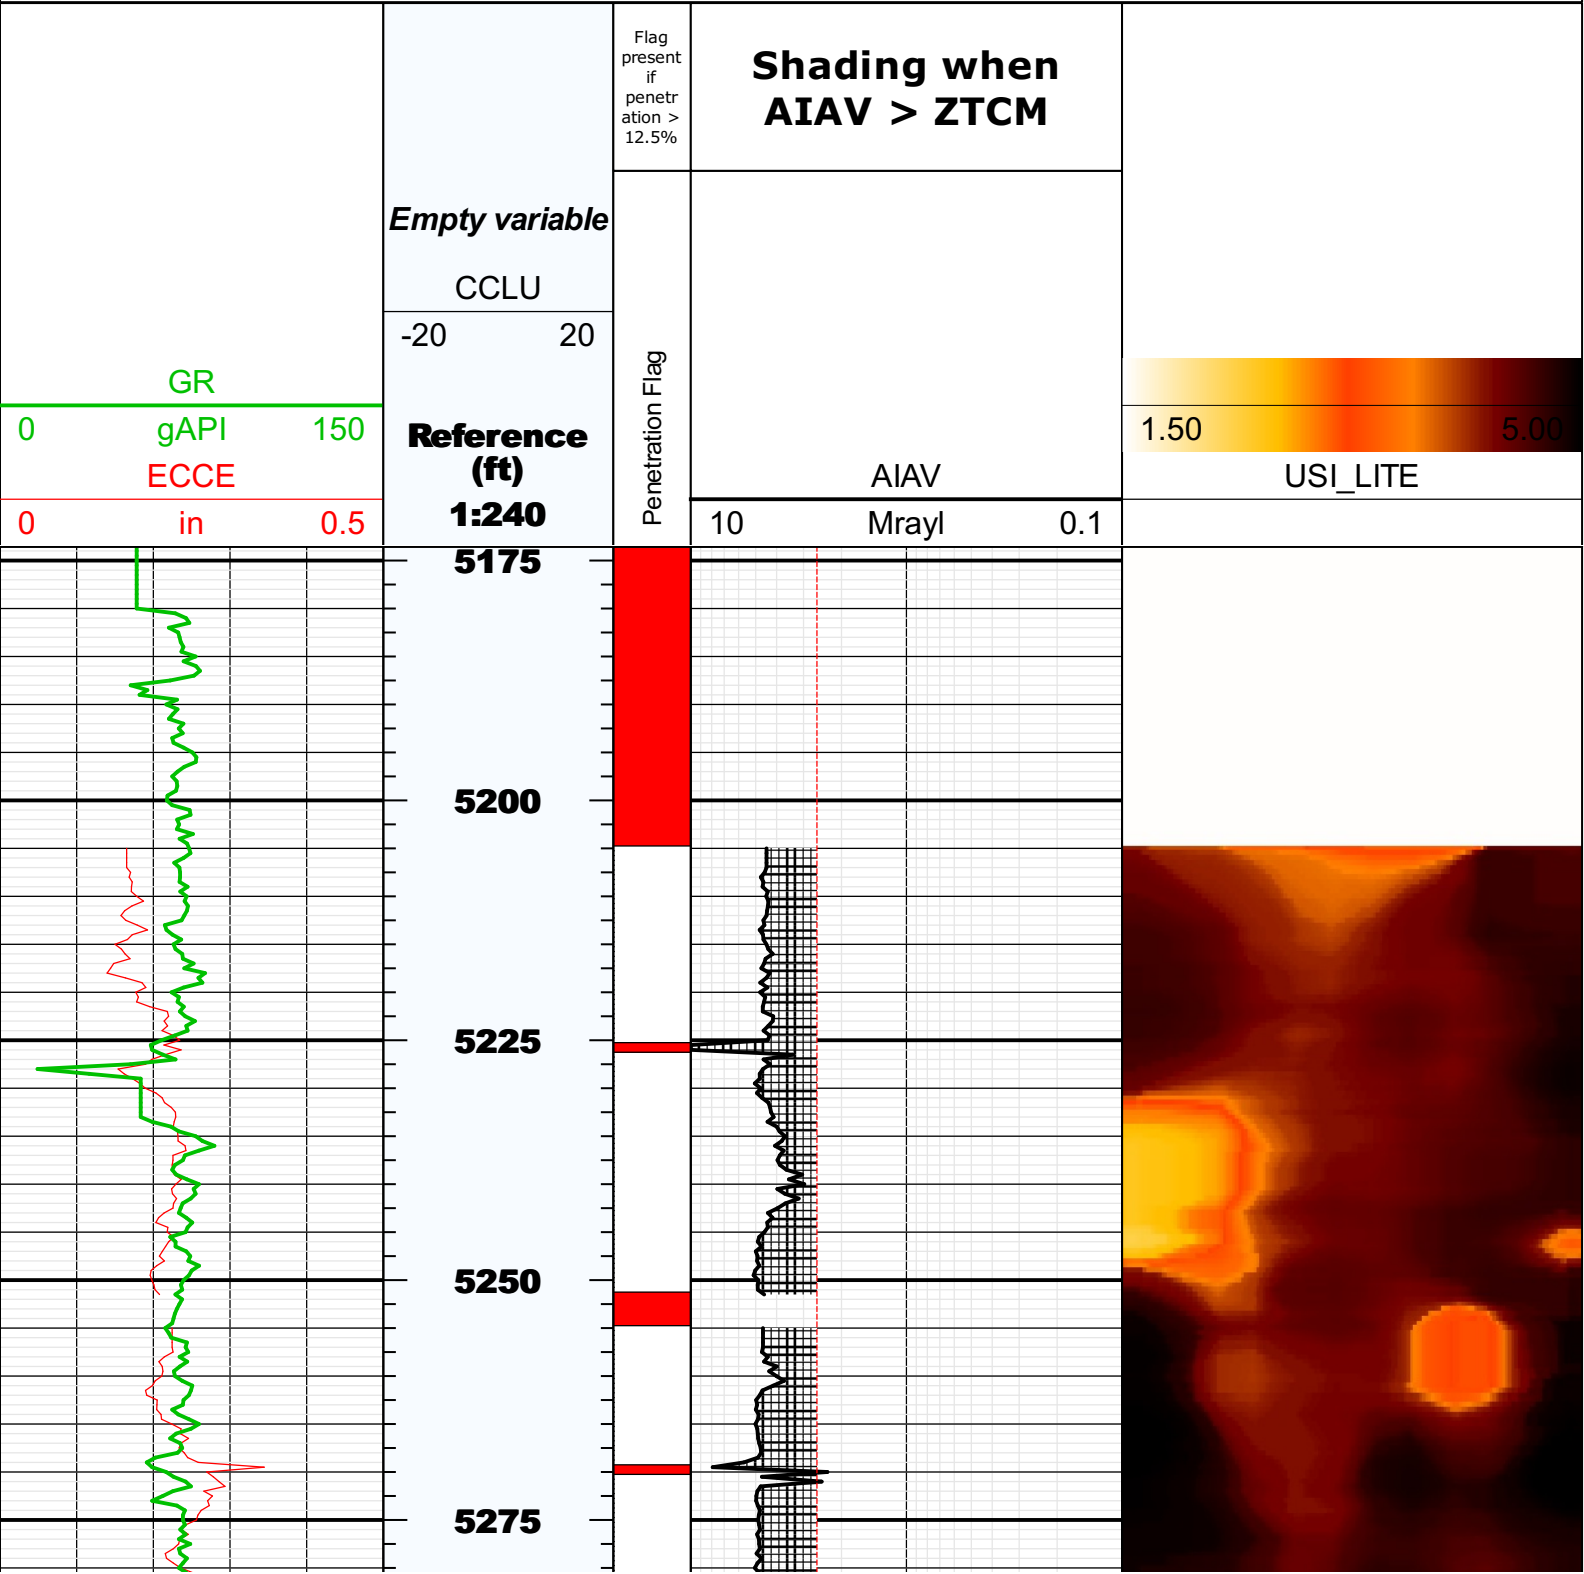 Flag
present
if
penetr
ation >
12.5%
Shading when
AIAV > ZTCM
Empty variable
CCLU
-20 20
GR
0 gAPI 150
ECCE
0 in 0.5
Reference
(ft)
1:240
Penetration Flag
AIAV
10 Mrayl 0.1
1.50 5.00
USI_LITE
5175
5200
5225
5250
5275